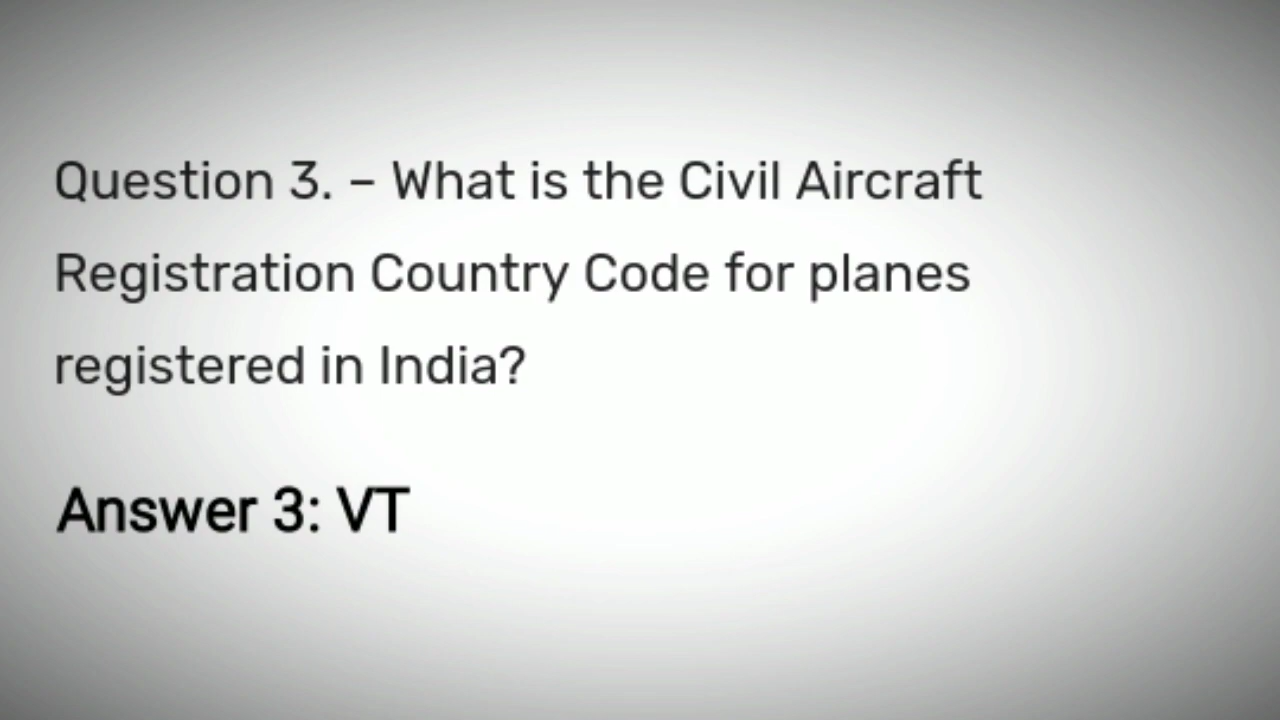 Question 3. – What is the Civil Aircraft
Registration Country Code for planes
registered in India?
Answer 3: VT